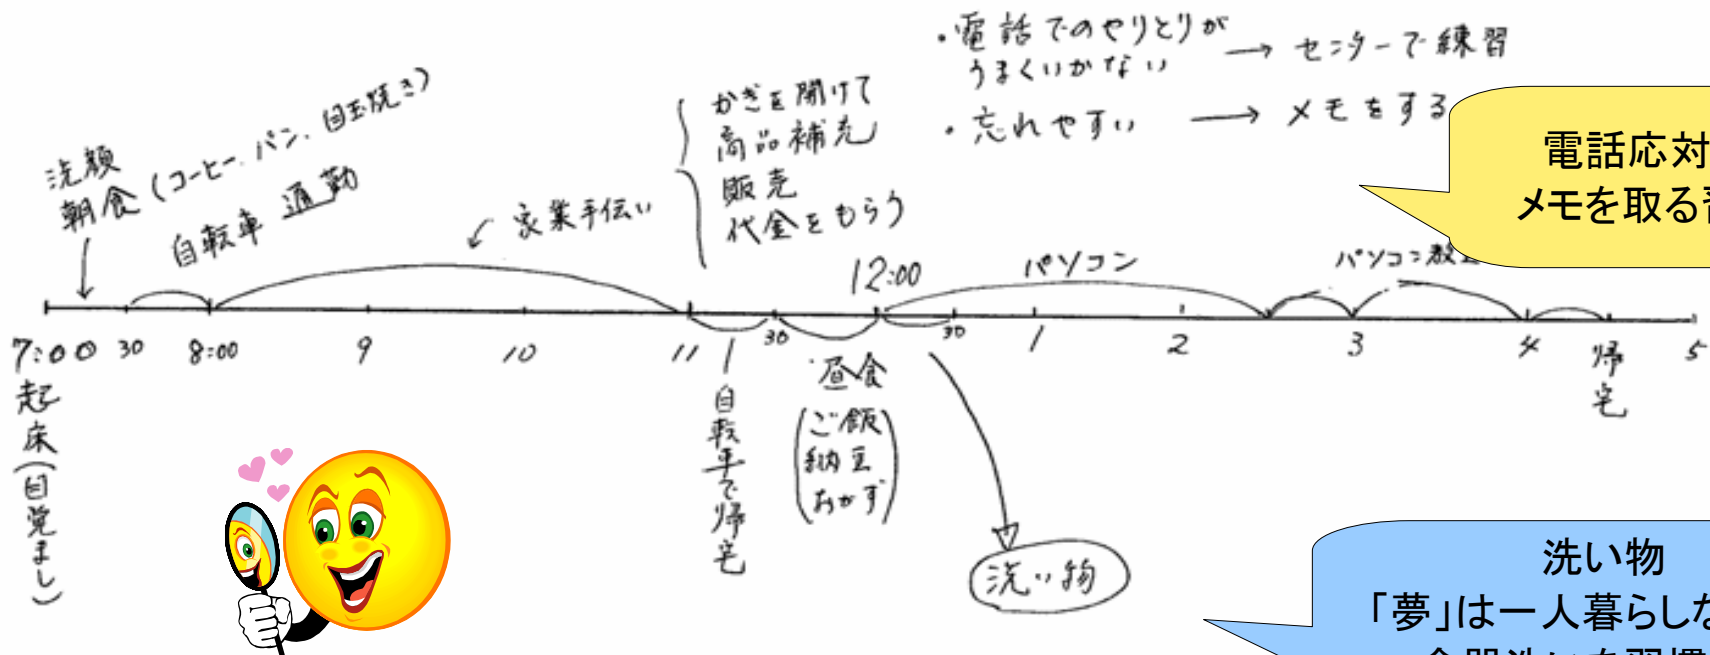 ・電話でのやりとりが
うまくいかない → センターで練習
・忘れやすい → メモをする
電話応対
メモを取る
かぎを開けて
商品補充
販売
代金をもらう
洗顔
朝食(コーヒー、パン、目玉焼き)
自転車通勤
家業手伝い
12:00
パソコン
パソコン教
7:00 30 8:00 9 10 11 30 30 1 2 3 4 5
起床(目覚まし)
自転車で帰宅
昼食
(ご飯
納豆
おかず)
帰宅
洗い物
洗い物
「夢」は一人暮らし